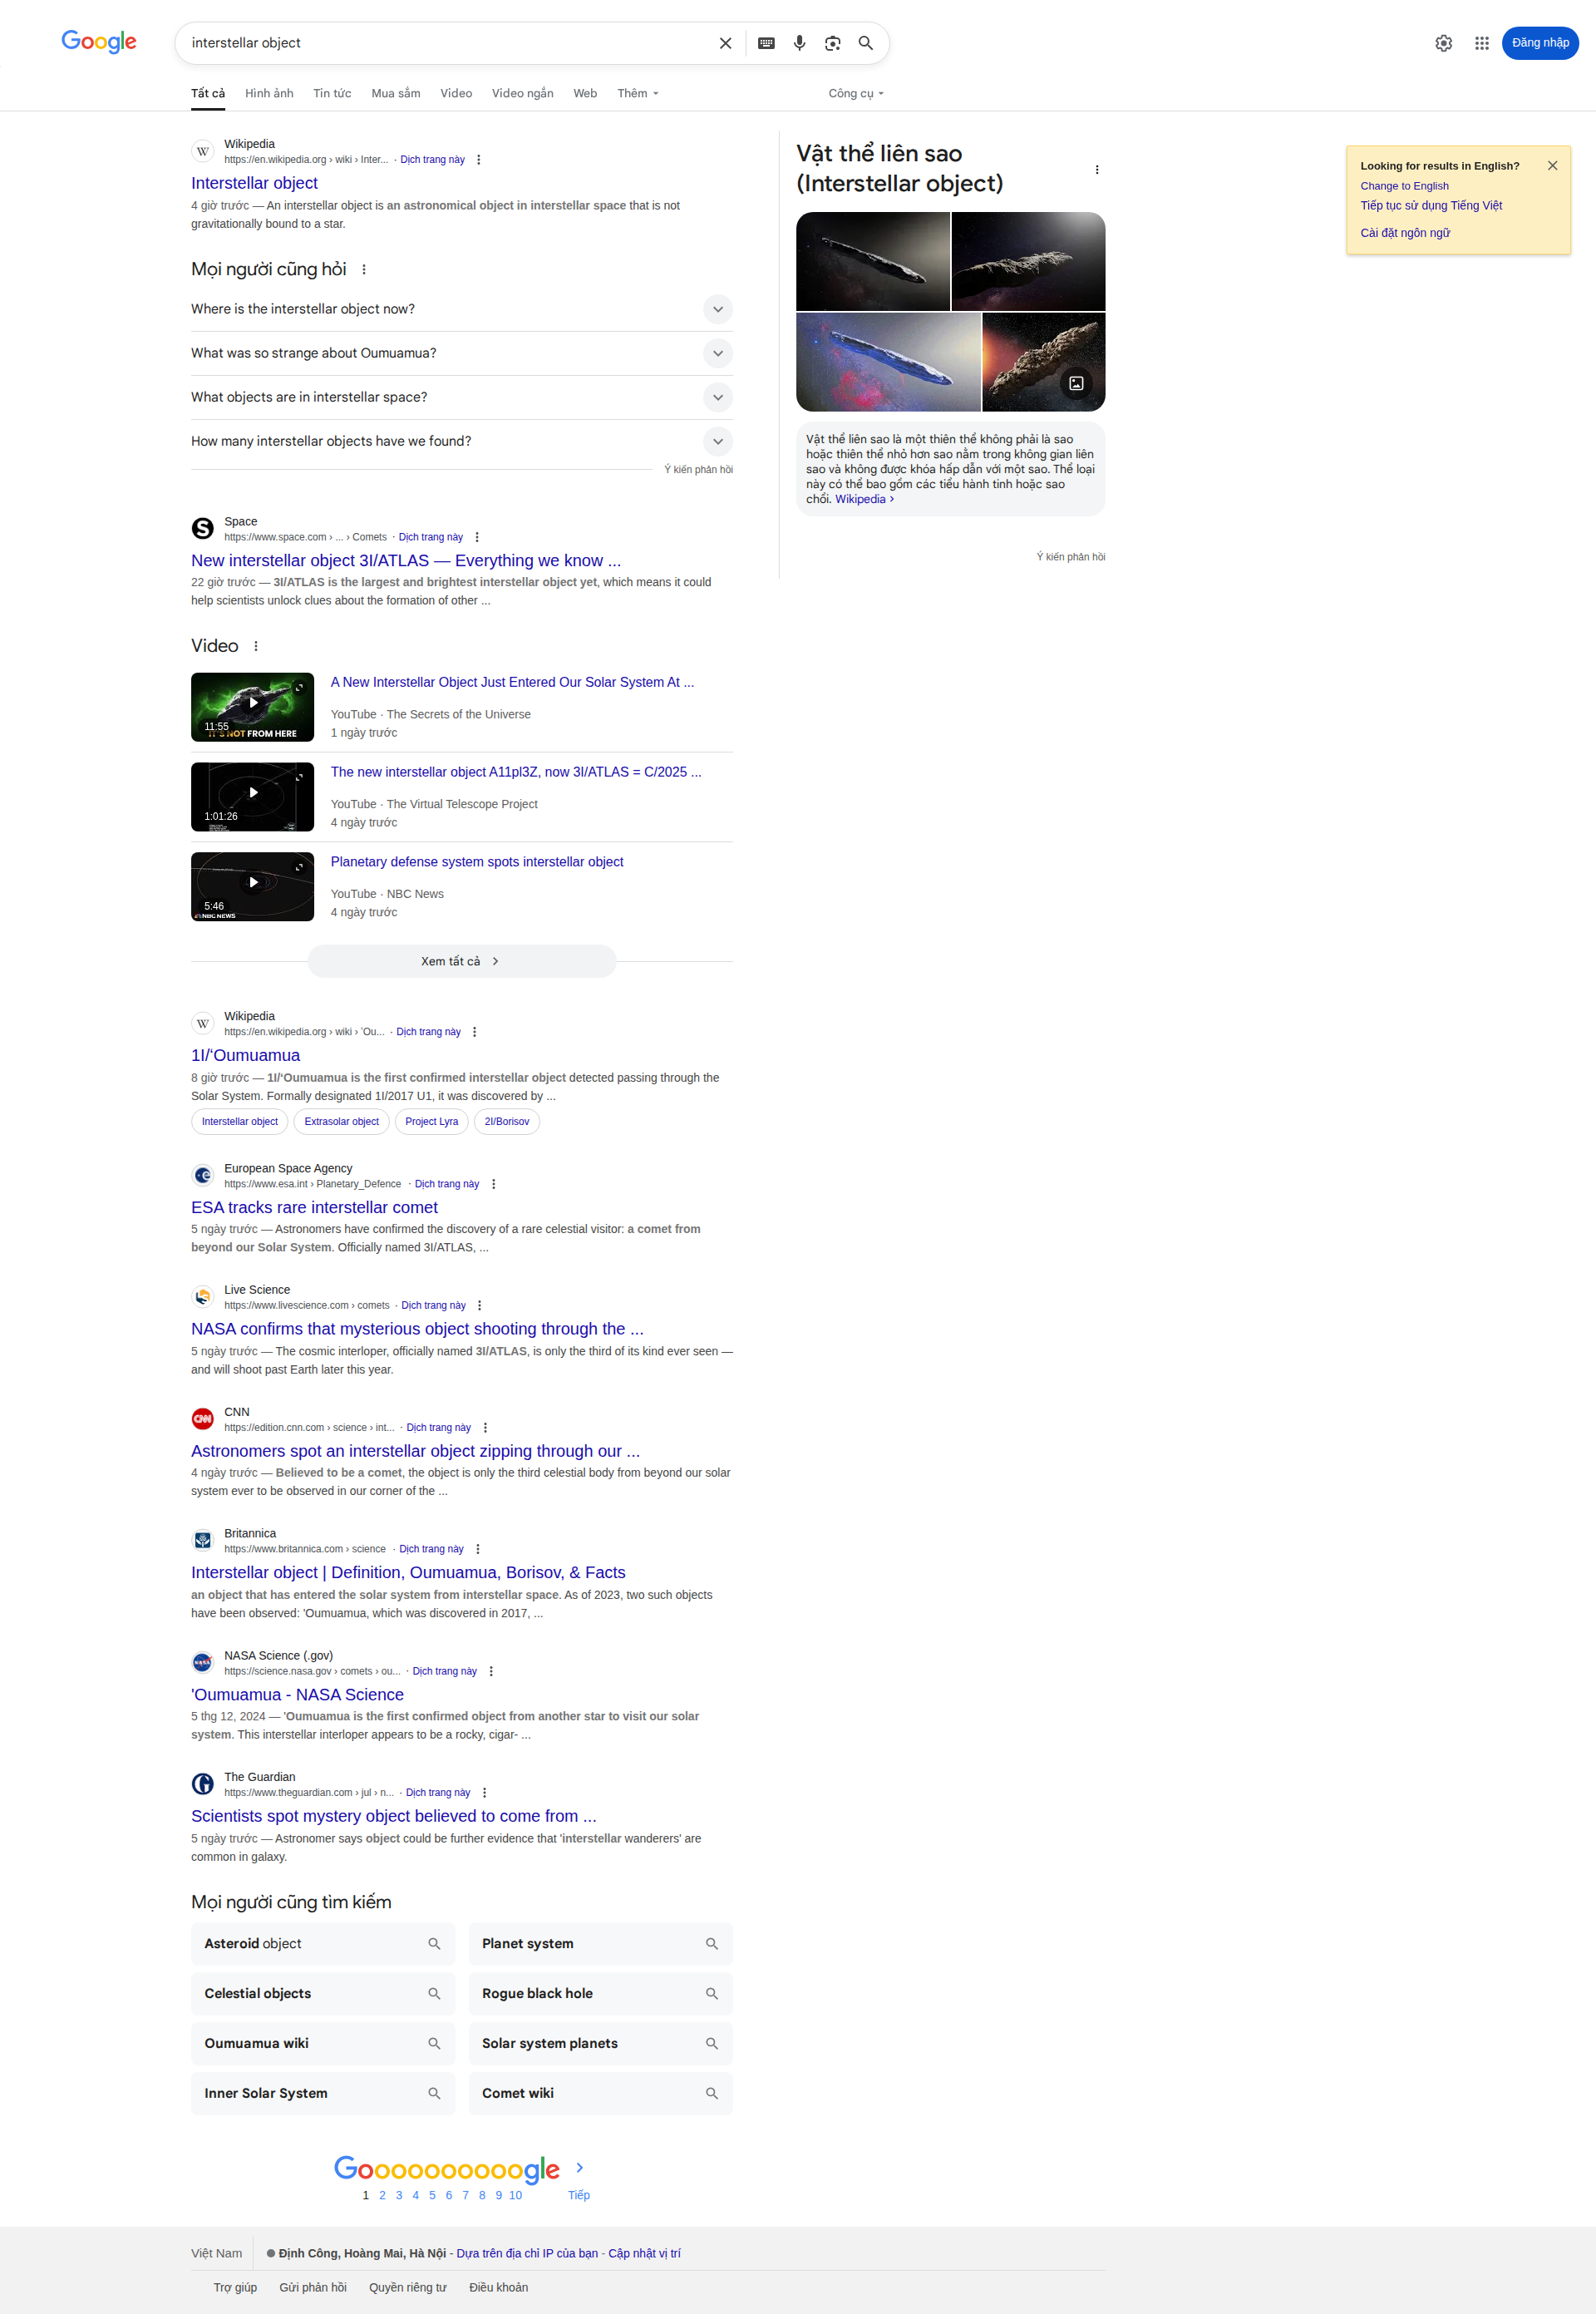 Google
interstellar object
Đăng nhập
Tất cả
Hình ảnh
Tin tức
Mua sắm
Video
Video ngắn
Web
Thêm
Công cụ
Wikipedia
https://en.wikipedia.org › wiki › Inter... · Dịch trang này
Interstellar object
4 giờ trước — An interstellar object is an astronomical object in interstellar space that is not
gravitationally bound to a star.
Mọi người cũng hỏi
Where is the interstellar object now?
What was so strange about Oumuamua?
What objects are in interstellar space?
How many interstellar objects have we found?
Ý kiến phản hồi
Space
https://www.space.com › ... › Comets · Dịch trang này
New interstellar object 3I/ATLAS — Everything we know ...
22 giờ trước — 3I/ATLAS is the largest and brightest interstellar object yet, which means it could
help scientists unlock clues about the formation of other ...
Video
11:55
IT'S NOT FROM HERE
A New Interstellar Object Just Entered Our Solar System At ...
YouTube · The Secrets of the Universe
1 ngày trước
1:01:26
The new interstellar object A11pl3Z, now 3I/ATLAS = C/2025 ...
YouTube · The Virtual Telescope Project
4 ngày trước
5:46
NBC NEWS
Planetary defense system spots interstellar object
YouTube · NBC News
4 ngày trước
Xem tất cả
Wikipedia
https://en.wikipedia.org › wiki › ʻOu... · Dịch trang này
1I/ʻOumuamua
8 giờ trước — 1I/ʻOumuamua is the first confirmed interstellar object detected passing through the
Solar System. Formally designated 1I/2017 U1, it was discovered by ...
Interstellar object
Extrasolar object
Project Lyra
2I/Borisov
European Space Agency
https://www.esa.int › Planetary_Defence · Dịch trang này
ESA tracks rare interstellar comet
5 ngày trước — Astronomers have confirmed the discovery of a rare celestial visitor: a comet from
beyond our Solar System. Officially named 3I/ATLAS, ...
Live Science
https://www.livescience.com › comets · Dịch trang này
NASA confirms that mysterious object shooting through the ...
5 ngày trước — The cosmic interloper, officially named 3I/ATLAS, is only the third of its kind ever seen —
and will shoot past Earth later this year.
CNN
https://edition.cnn.com › science › int... · Dịch trang này
Astronomers spot an interstellar object zipping through our ...
4 ngày trước — Believed to be a comet, the object is only the third celestial body from beyond our solar
system ever to be observed in our corner of the ...
Britannica
https://www.britannica.com › science · Dịch trang này
Interstellar object | Definition, Oumuamua, Borisov, & Facts
an object that has entered the solar system from interstellar space. As of 2023, two such objects
have been observed: 'Oumuamua, which was discovered in 2017, ...
NASA Science (.gov)
https://science.nasa.gov › comets › ou... · Dịch trang này
'Oumuamua - NASA Science
5 thg 12, 2024 — 'Oumuamua is the first confirmed object from another star to visit our solar
system. This interstellar interloper appears to be a rocky, cigar- ...
The Guardian
https://www.theguardian.com › jul › n... · Dịch trang này
Scientists spot mystery object believed to come from ...
5 ngày trước — Astronomer says object could be further evidence that 'interstellar wanderers' are
common in galaxy.
Mọi người cũng tìm kiếm
Asteroid object
Planet system
Celestial objects
Rogue black hole
Oumuamua wiki
Solar system planets
Inner Solar System
Comet wiki
Goooooooooogle
1 2 3 4 5 6 7 8 9 10 Tiếp
Vật thể liên sao
(Interstellar object)
Vật thể liên sao là một thiên thể không phải là sao
hoặc thiên thể nhỏ hơn sao nằm trong không gian liên
sao và không được khóa hấp dẫn với một sao. Thể loại
này có thể bao gồm các tiểu hành tinh hoặc sao
chổi. Wikipedia ›
Ý kiến phản hồi
Looking for results in English?
Change to English
Tiếp tục sử dụng Tiếng Việt
Cài đặt ngôn ngữ
Việt Nam
Định Công, Hoàng Mai, Hà Nội - Dựa trên địa chỉ IP của bạn - Cập nhật vị trí
Trợ giúp
Gửi phản hồi
Quyền riêng tư
Điều khoản